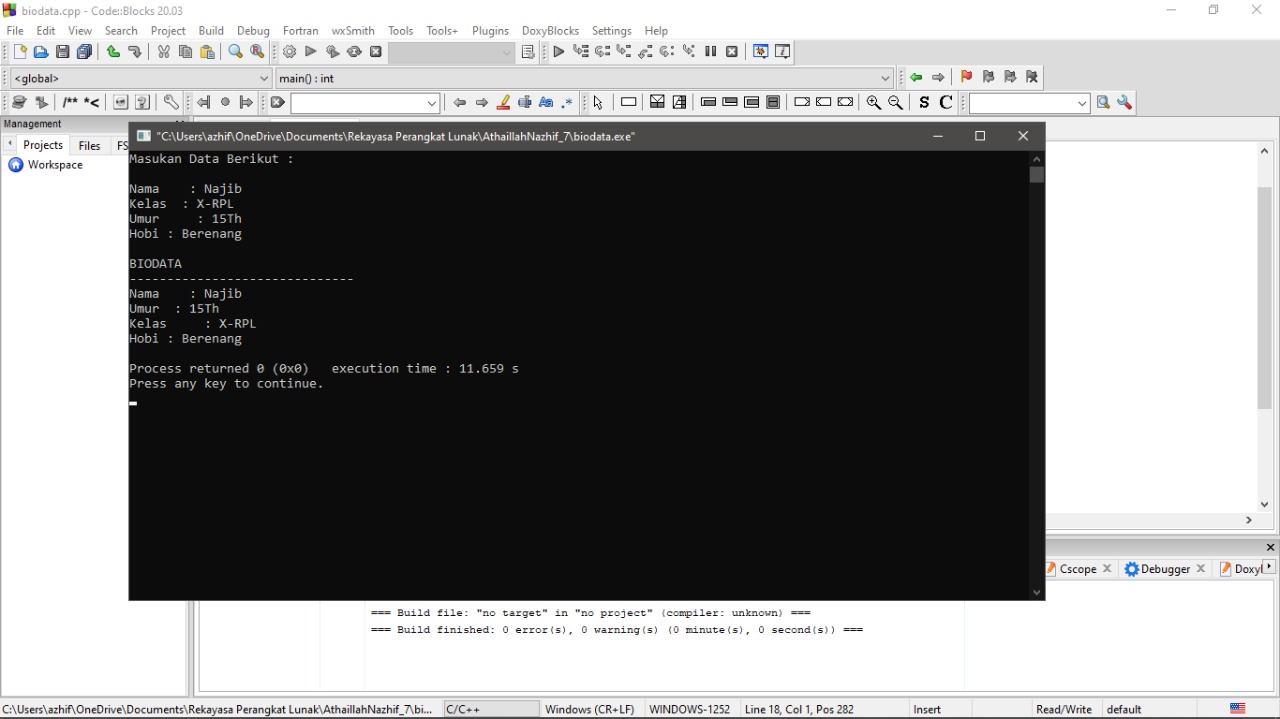 biodata.cpp - Code::Blocks 20.03
File Edit View Search Project Build Debug Fortran wxSmith Tools Tools+ Plugins DoxyBlocks Settings Help
<global> main() : int
/** *<
S C
Management
Projects Files FS
Workspace
"C:\Users\azhif\OneDrive\Documents\Rekayasa Perangkat Lunak\AthaillahNazhif_7\biodata.exe"
Masukan Data Berikut :
Nama : Najib
Kelas : X-RPL
Umur : 15Th
Hobi : Berenang
BIODATA
------------------------------
Nama : Najib
Umur : 15Th
Kelas : X-RPL
Hobi : Berenang
Process returned 0 (0x0) execution time : 11.659 s
Press any key to continue.
Cscope Debugger Doxyl
=== Build file: "no target" in "no project" (compiler: unknown) ===
=== Build finished: 0 error(s), 0 warning(s) (0 minute(s), 0 second(s)) ===
C:\Users\azhif\OneDrive\Documents\Rekayasa Perangkat Lunak\AthaillahNazhif_7\bi... C/C++ Windows (CR+LF) WINDOWS-1252 Line 18, Col 1, Pos 282 Insert Read/Write default